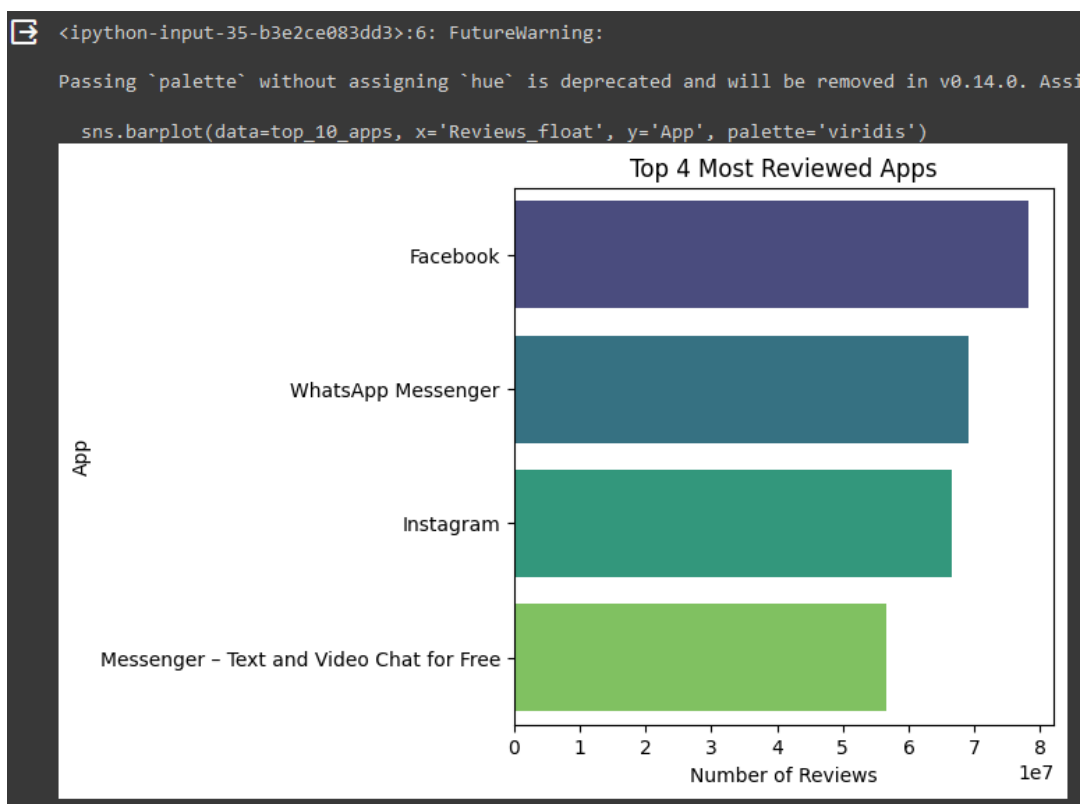 <ipython-input-35-b3e2ce083dd3>:6: FutureWarning:
Passing `palette` without assigning `hue` is deprecated and will be removed in v0.14.0. Assi
sns.barplot(data=top_10_apps, x='Reviews_float', y='App', palette='viridis')
Top 4 Most Reviewed Apps
Facebook
WhatsApp Messenger
App
Instagram
Messenger – Text and Video Chat for Free
0 1 2 3 4 5 6 7 8
1e7
Number of Reviews